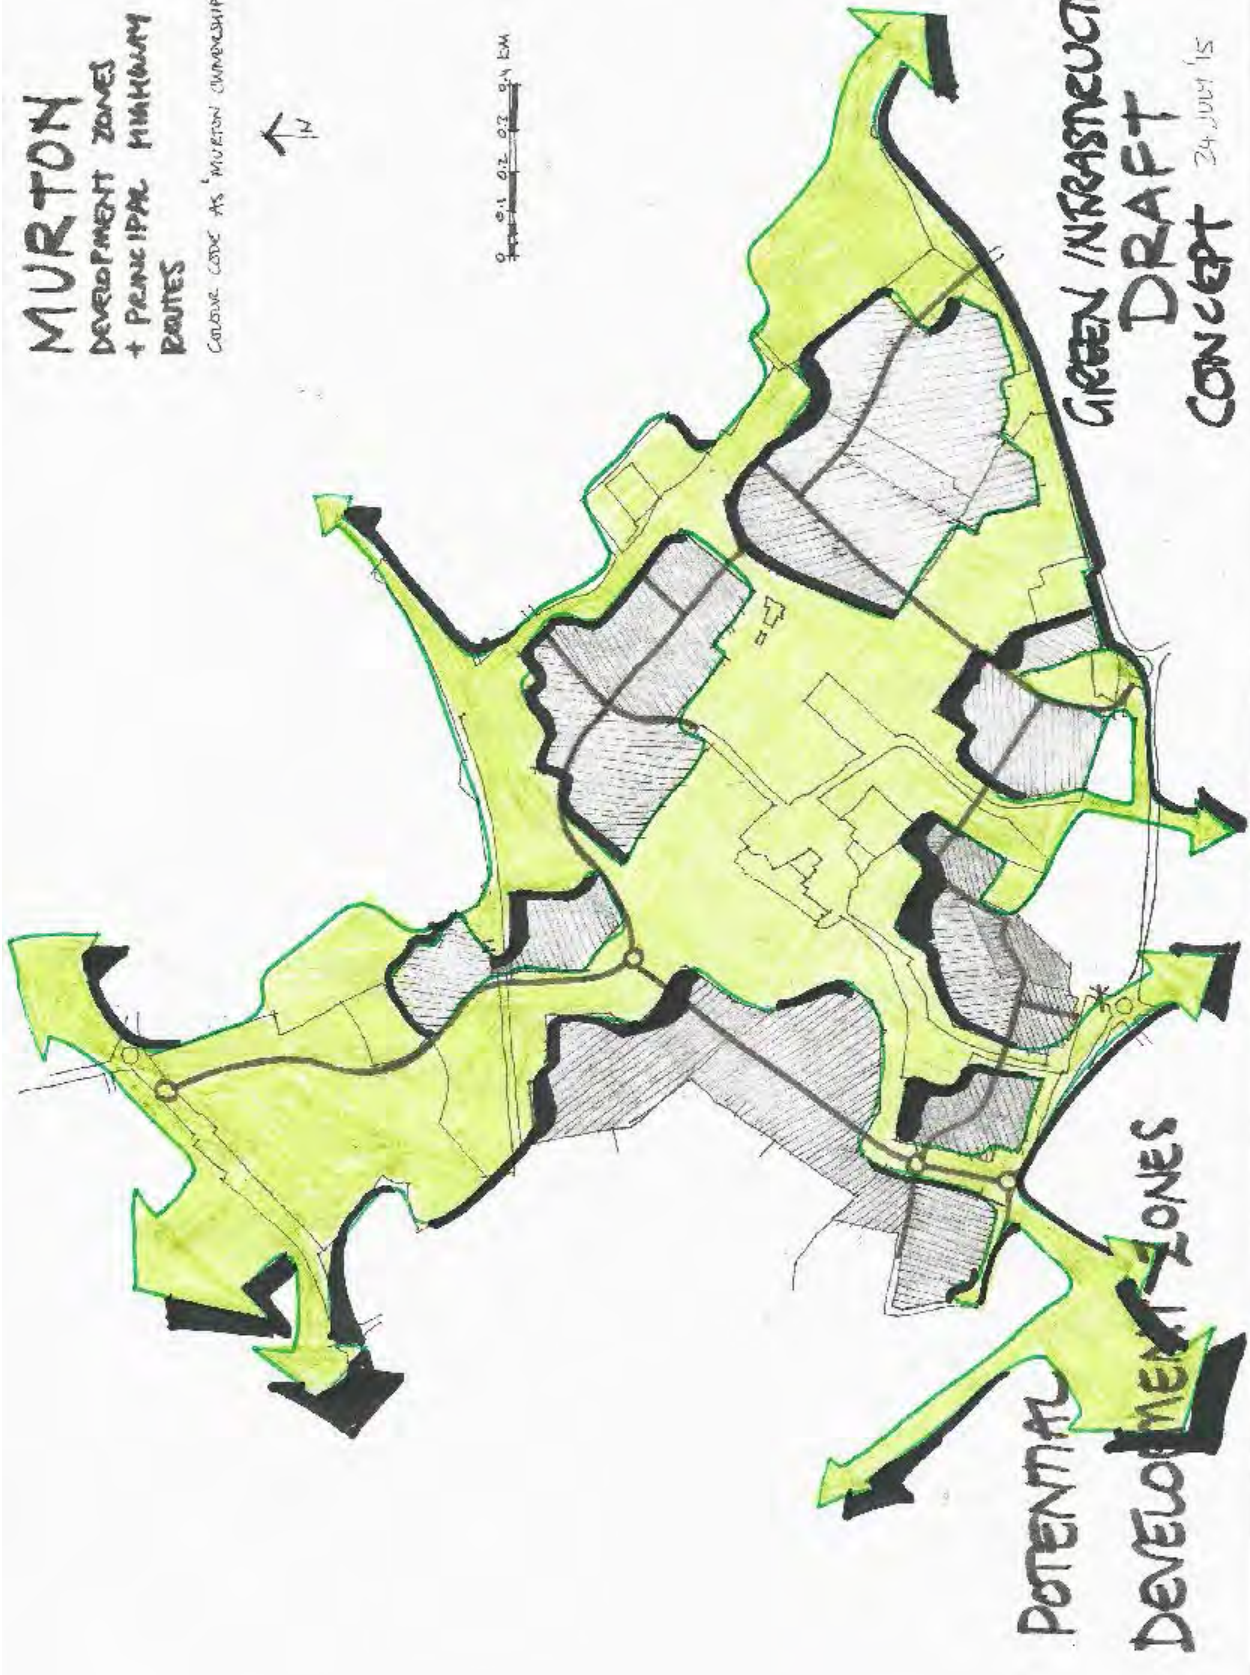 MURTON
DEVELOPMENT ZONES
+ PRINCIPAL HIGHWAY
ROUTES
COLOUR CODE AS 'MURTON OWNERSHIP
N
0 0.1 0.2 0.3 0.4 KM
GREEN INFRASTRUCT
DRAFT
CONCEPT 24 JULY '15
POTENTIAL
DEVELOPMENT ZONES